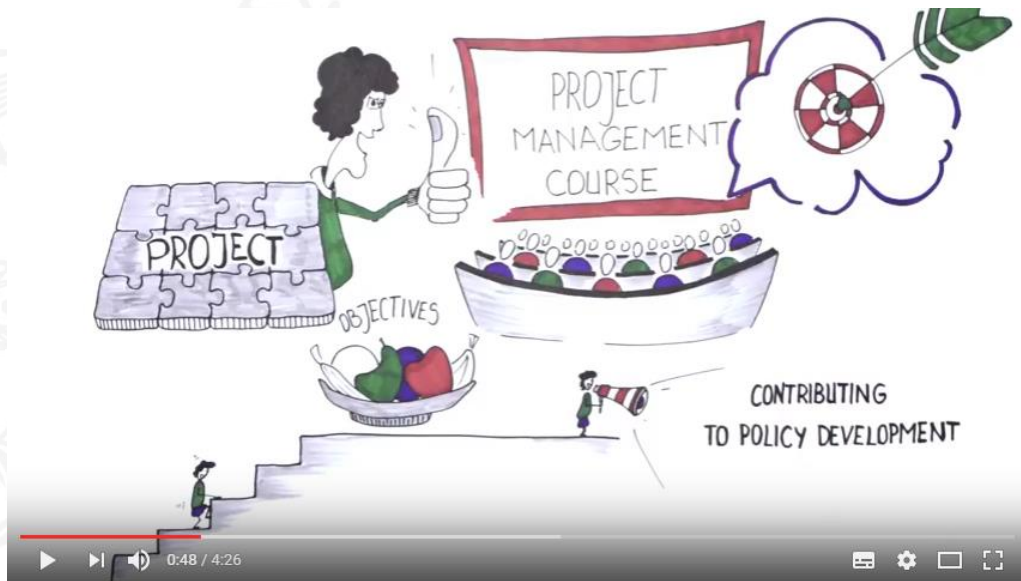 PROJECT
MANAGEMENT
COURSE
PROJECT
OBJECTIVES
CONTRIBUTING
TO POLICY DEVELOPMENT
0:48 / 4:26